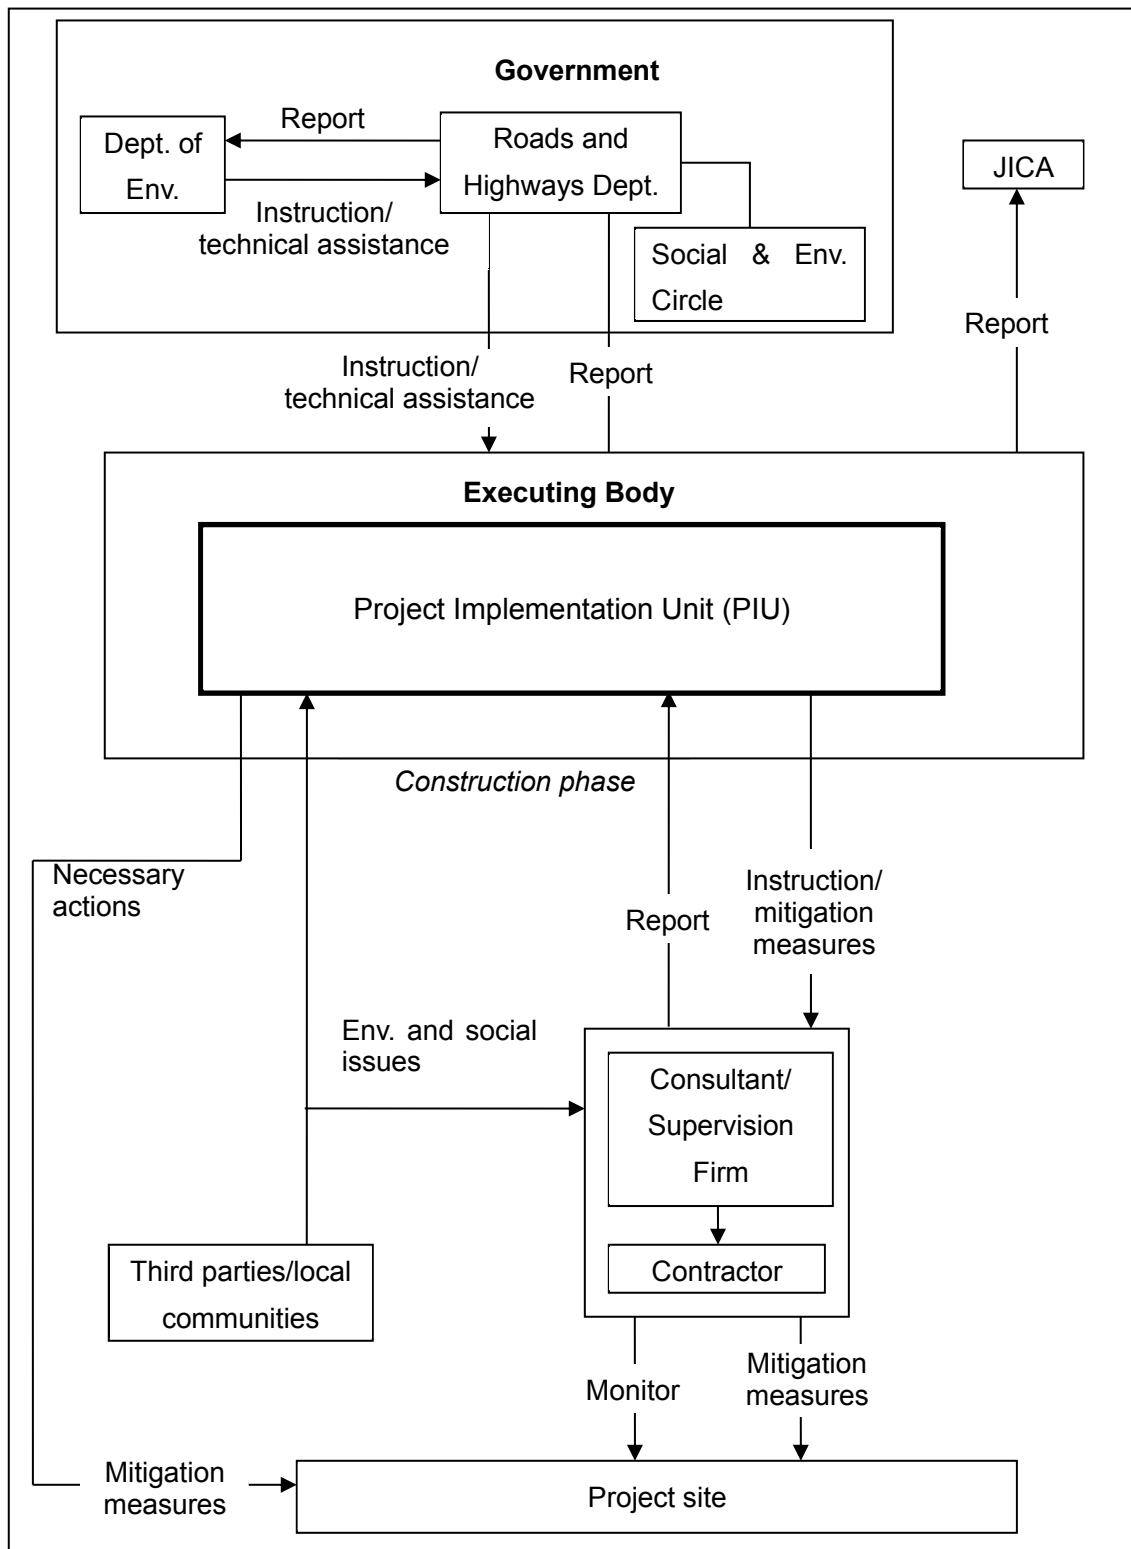 Government
Report
Dept. of
Env.
Roads and
Highways Dept.
JICA
Instruction/
technical assistance
Social & Env.
Circle
Report
Instruction/
technical assistance
Report
Executing Body
Project Implementation Unit (PIU)
Construction phase
Necessary
actions
Report
Instruction/
mitigation
measures
Env. and social
issues
Consultant/
Supervision
Firm
Contractor
Third parties/local
communities
Monitor
Mitigation
measures
Mitigation
measures
Project site